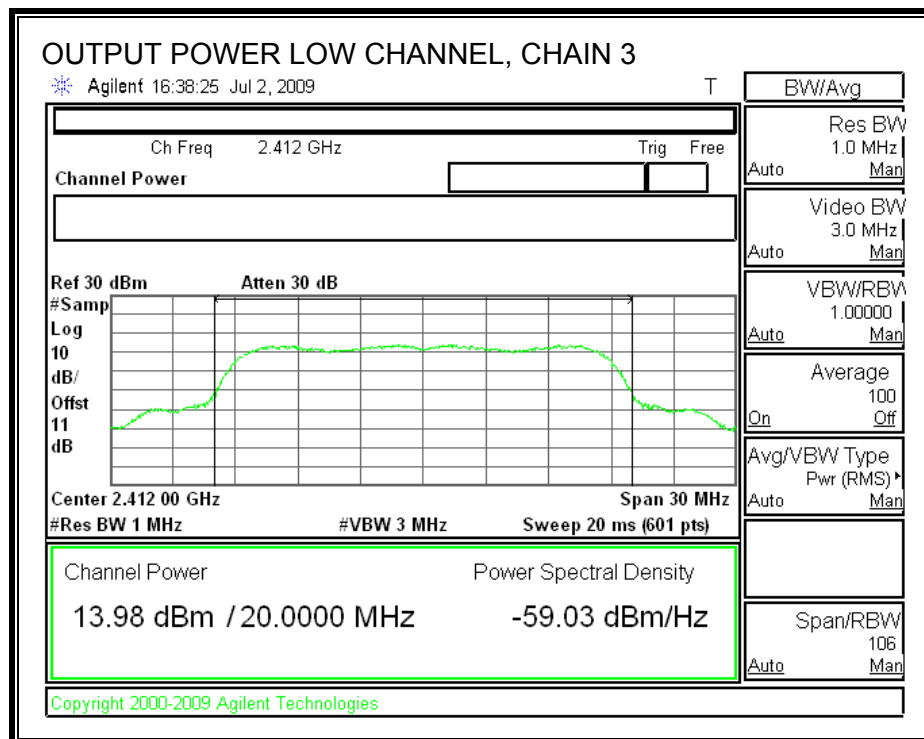 OUTPUT POWER LOW CHANNEL, CHAIN 3
Agilent 16:38:25 Jul 2, 2009 T
Ch Freq 2.412 GHz Trig Free
Channel Power
Ref 30 dBm Atten 30 dB
#Samp
Log
10
dB/
Offst
11
dB
Center 2.412 00 GHz Span 30 MHz
#Res BW 1 MHz #VBW 3 MHz Sweep 20 ms (601 pts)
Channel Power Power Spectral Density
13.98 dBm / 20.0000 MHz -59.03 dBm/Hz
Copyright 2000-2009 Agilent Technologies
BW/Avg
Res BW
1.0 MHz
Auto Man
Video BW
3.0 MHz
Auto Man
VBW/RBW
1.00000
Auto Man
Average
100
On Off
Avg/VBW Type
Pwr (RMS)
Auto Man
Span/RBW
106
Auto Man